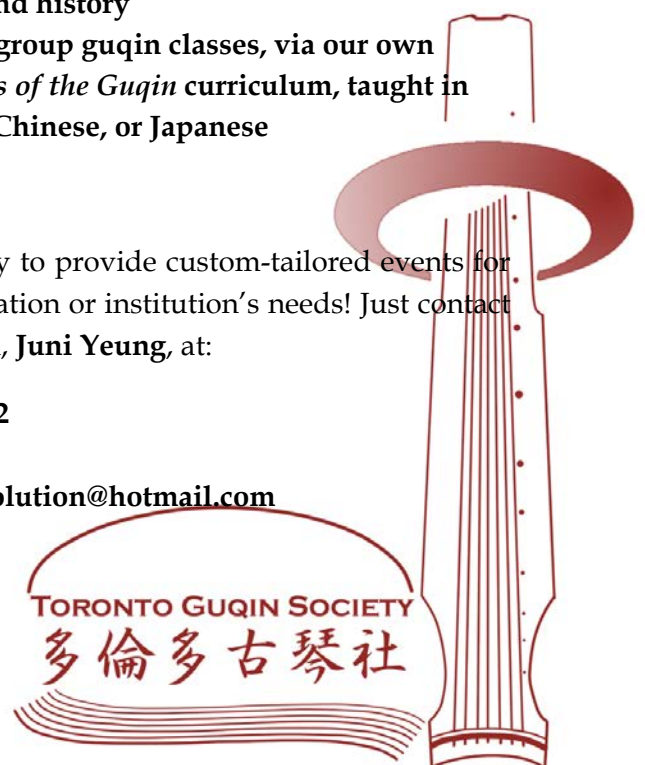 nd history
group guqin classes, via our own
s of the Guqin curriculum, taught in
Chinese, or Japanese
y to provide custom-tailored events for
ation or institution's needs! Just contact
, Juni Yeung, at:
2
olution@hotmail.com
TORONTO GUQIN SOCIETY
多倫多古琴社